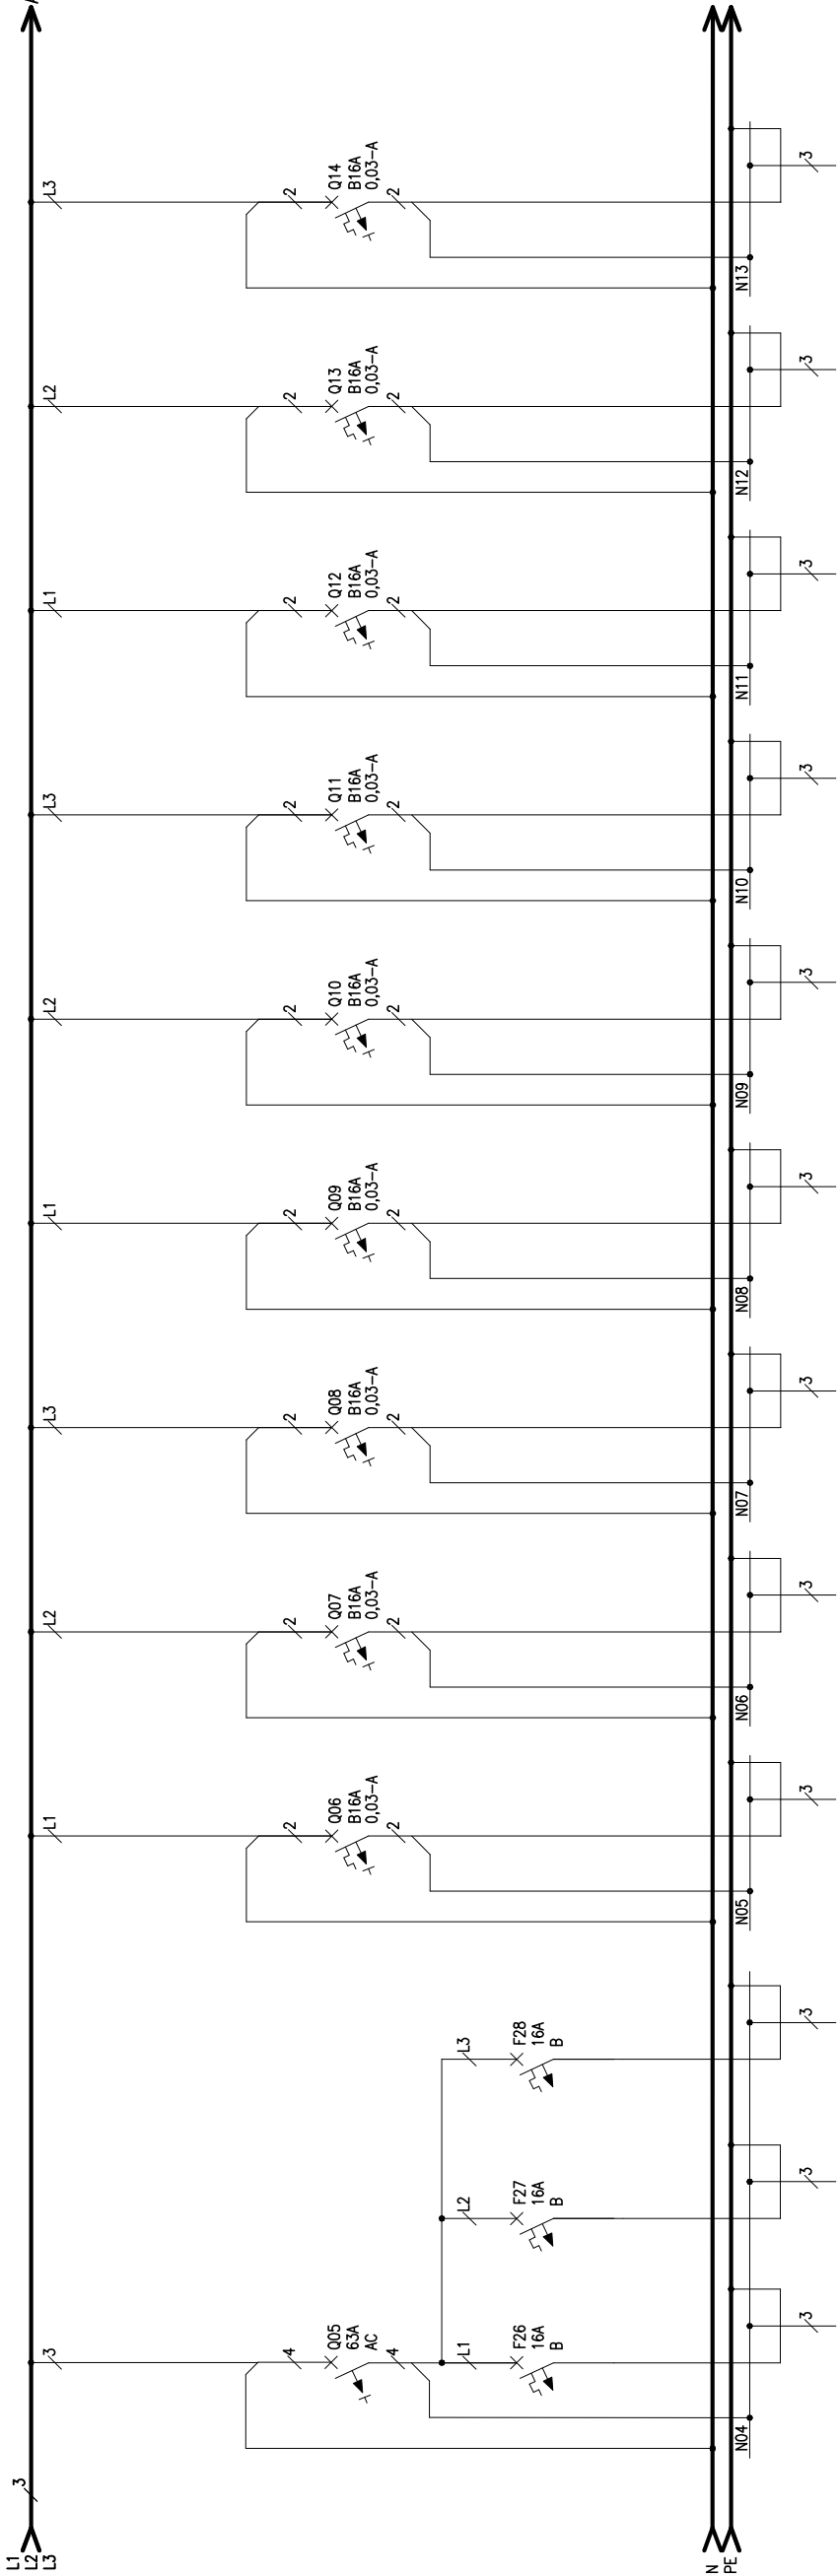 L1
L2
L3
3
3
L1
L2
L3
L1
L2
L3
L1
L2
L3
4
2
2
2
2
2
2
2
2
2
Q05
63A
AC
Q06
B16A
0,03-A
Q07
B16A
0,03-A
Q08
B16A
0,03-A
Q09
B16A
0,03-A
Q10
B16A
0,03-A
Q11
B16A
0,03-A
Q12
B16A
0,03-A
Q13
B16A
0,03-A
Q14
B16A
0,03-A
4
2
2
2
2
2
2
2
2
2
L1
L2
L3
F26
16A
B
F27
16A
B
F28
16A
B
N
PE
N04
N05
N06
N07
N08
N09
N10
N11
N12
N13
3
3
3
3
3
3
3
3
3
3
3
3